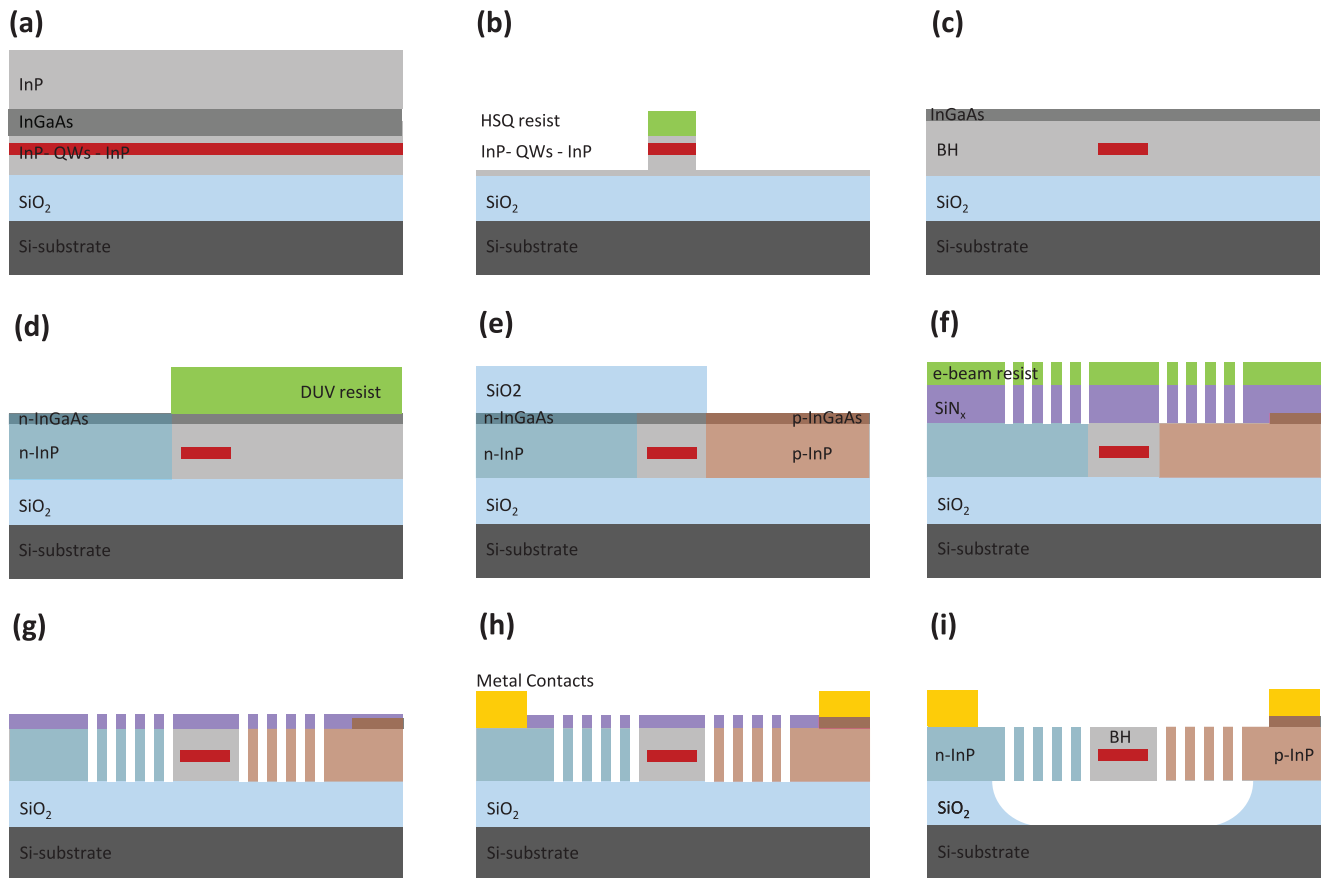 (a)
InP
InGaAs
InP- QWs - InP
SiO₂
Si-substrate
(b)
HSQ resist
InP- QWs - InP
SiO₂
Si-substrate
(c)
InGaAs
BH
SiO₂
Si-substrate
(d)
DUV resist
n-InGaAs
n-InP
SiO₂
Si-substrate
(e)
SiO2
n-InGaAs
p-InGaAs
n-InP
p-InP
SiO₂
Si-substrate
(f)
e-beam resist
SiNₓ
SiO₂
Si-substrate
(g)
SiO₂
Si-substrate
(h)
Metal Contacts
SiO₂
Si-substrate
(i)
BH
n-InP
p-InP
SiO₂
Si-substrate